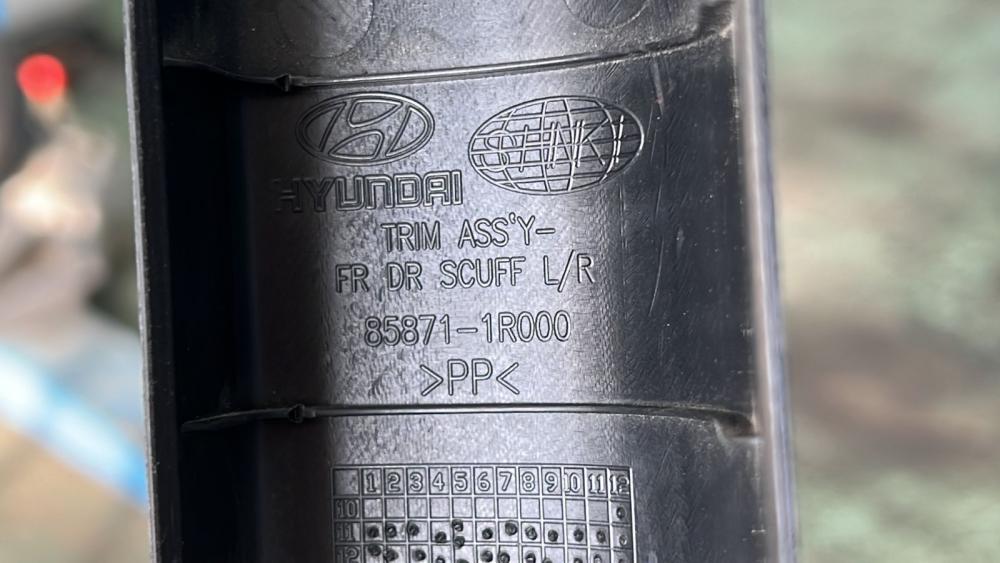 HYUNDAI
TRIM ASS'Y-
FR DR SCUFF L/R
85871-1R000
>PP<
1 2 3 4 5 6 7 8 9 10 11 12
10
11
12